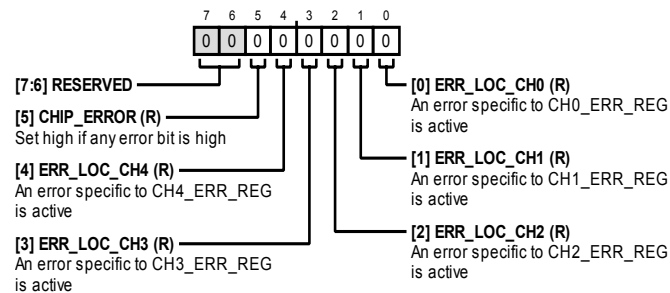 7 6 5 4 3 2 1 0
0 0 0 0 0 0 0 0
[7:6] RESERVED
[5] CHIP_ERROR (R)
Set high if any error bit is high
[4] ERR_LOC_CH4 (R)
An error specific to CH4_ERR_REG
is active
[3] ERR_LOC_CH3 (R)
An error specific to CH3_ERR_REG
is active
[0] ERR_LOC_CH0 (R)
An error specific to CH0_ERR_REG
is active
[1] ERR_LOC_CH1 (R)
An error specific to CH1_ERR_REG
is active
[2] ERR_LOC_CH2 (R)
An error specific to CH2_ERR_REG
is active